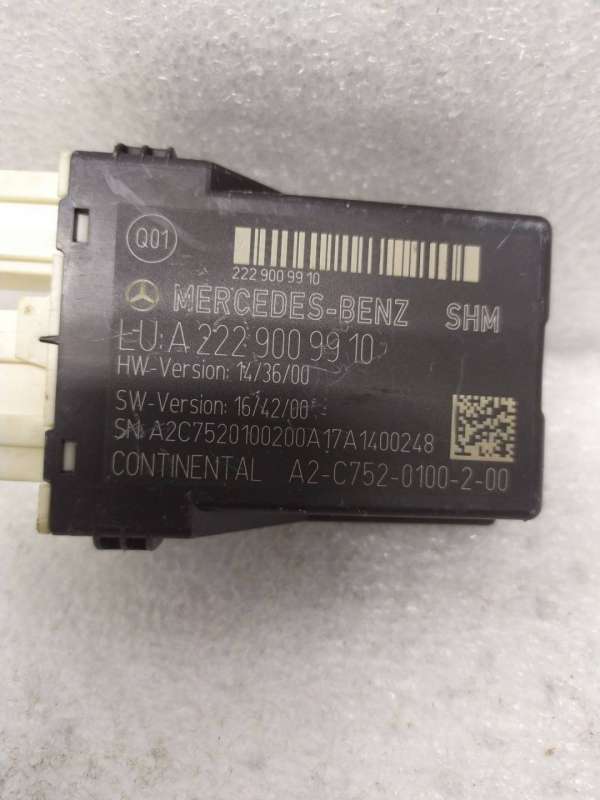 Q01
222 900 99 10
MERCEDES-BENZ SHM
LU: A 222 900 99 10
HW-Version: 14/36/00
SW-Version: 16/42/00
SN A2C7520100200A17A1400248
CONTINENTAL A2-C752-0100-2-00